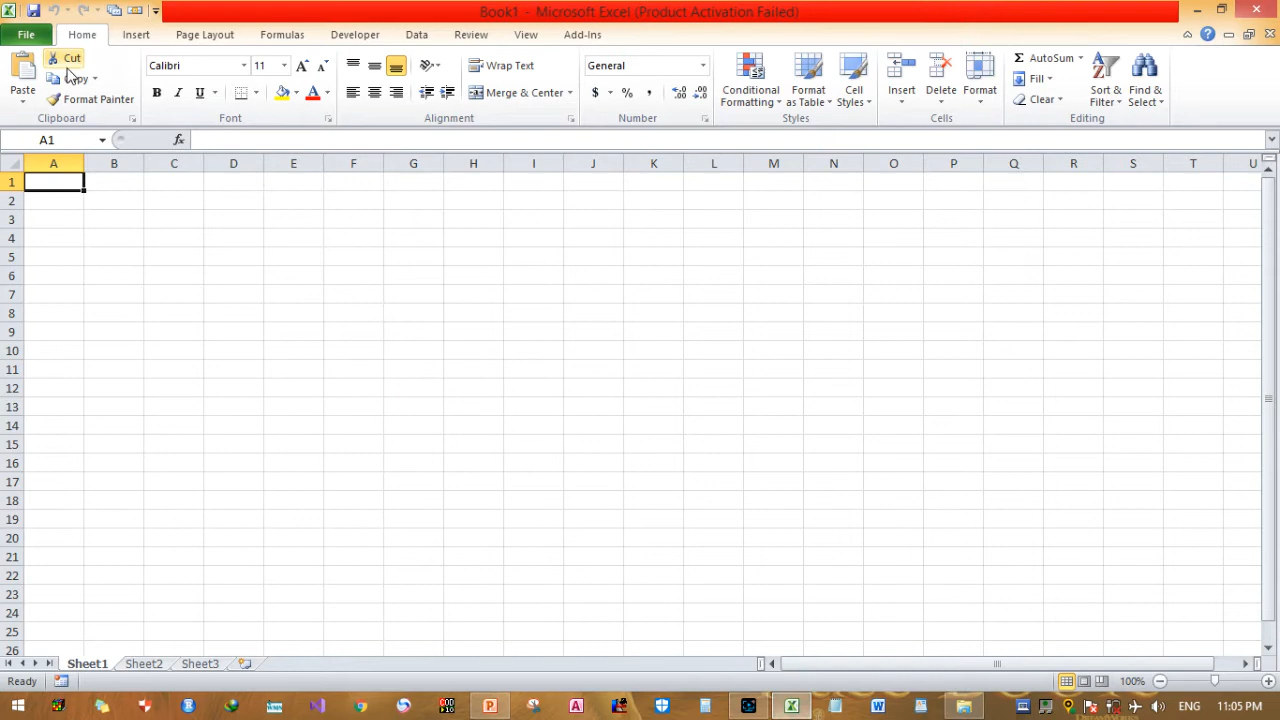 Book1 - Microsoft Excel (Product Activation Failed)
File Home Insert Page Layout Formulas Developer Data Review View Add-Ins
Paste
Cut
Copy
Format Painter
Clipboard
Calibri 11
B I U A
Font
Wrap Text
Merge & Center
Alignment
General
$ % ,
Number
Conditional Formatting
Format as Table
Cell Styles
Styles
Insert Delete Format
Cells
Σ AutoSum
Fill
Clear
Sort & Filter
Find & Select
Editing
A1 fx
A B C D E F G H I J K L M N O P Q R S T U
1
2
3
4
5
6
7
8
9
10
11
12
13
14
15
16
17
18
19
20
21
22
23
24
25
26
Sheet1 Sheet2 Sheet3
Ready 100%
ENG 11:05 PM